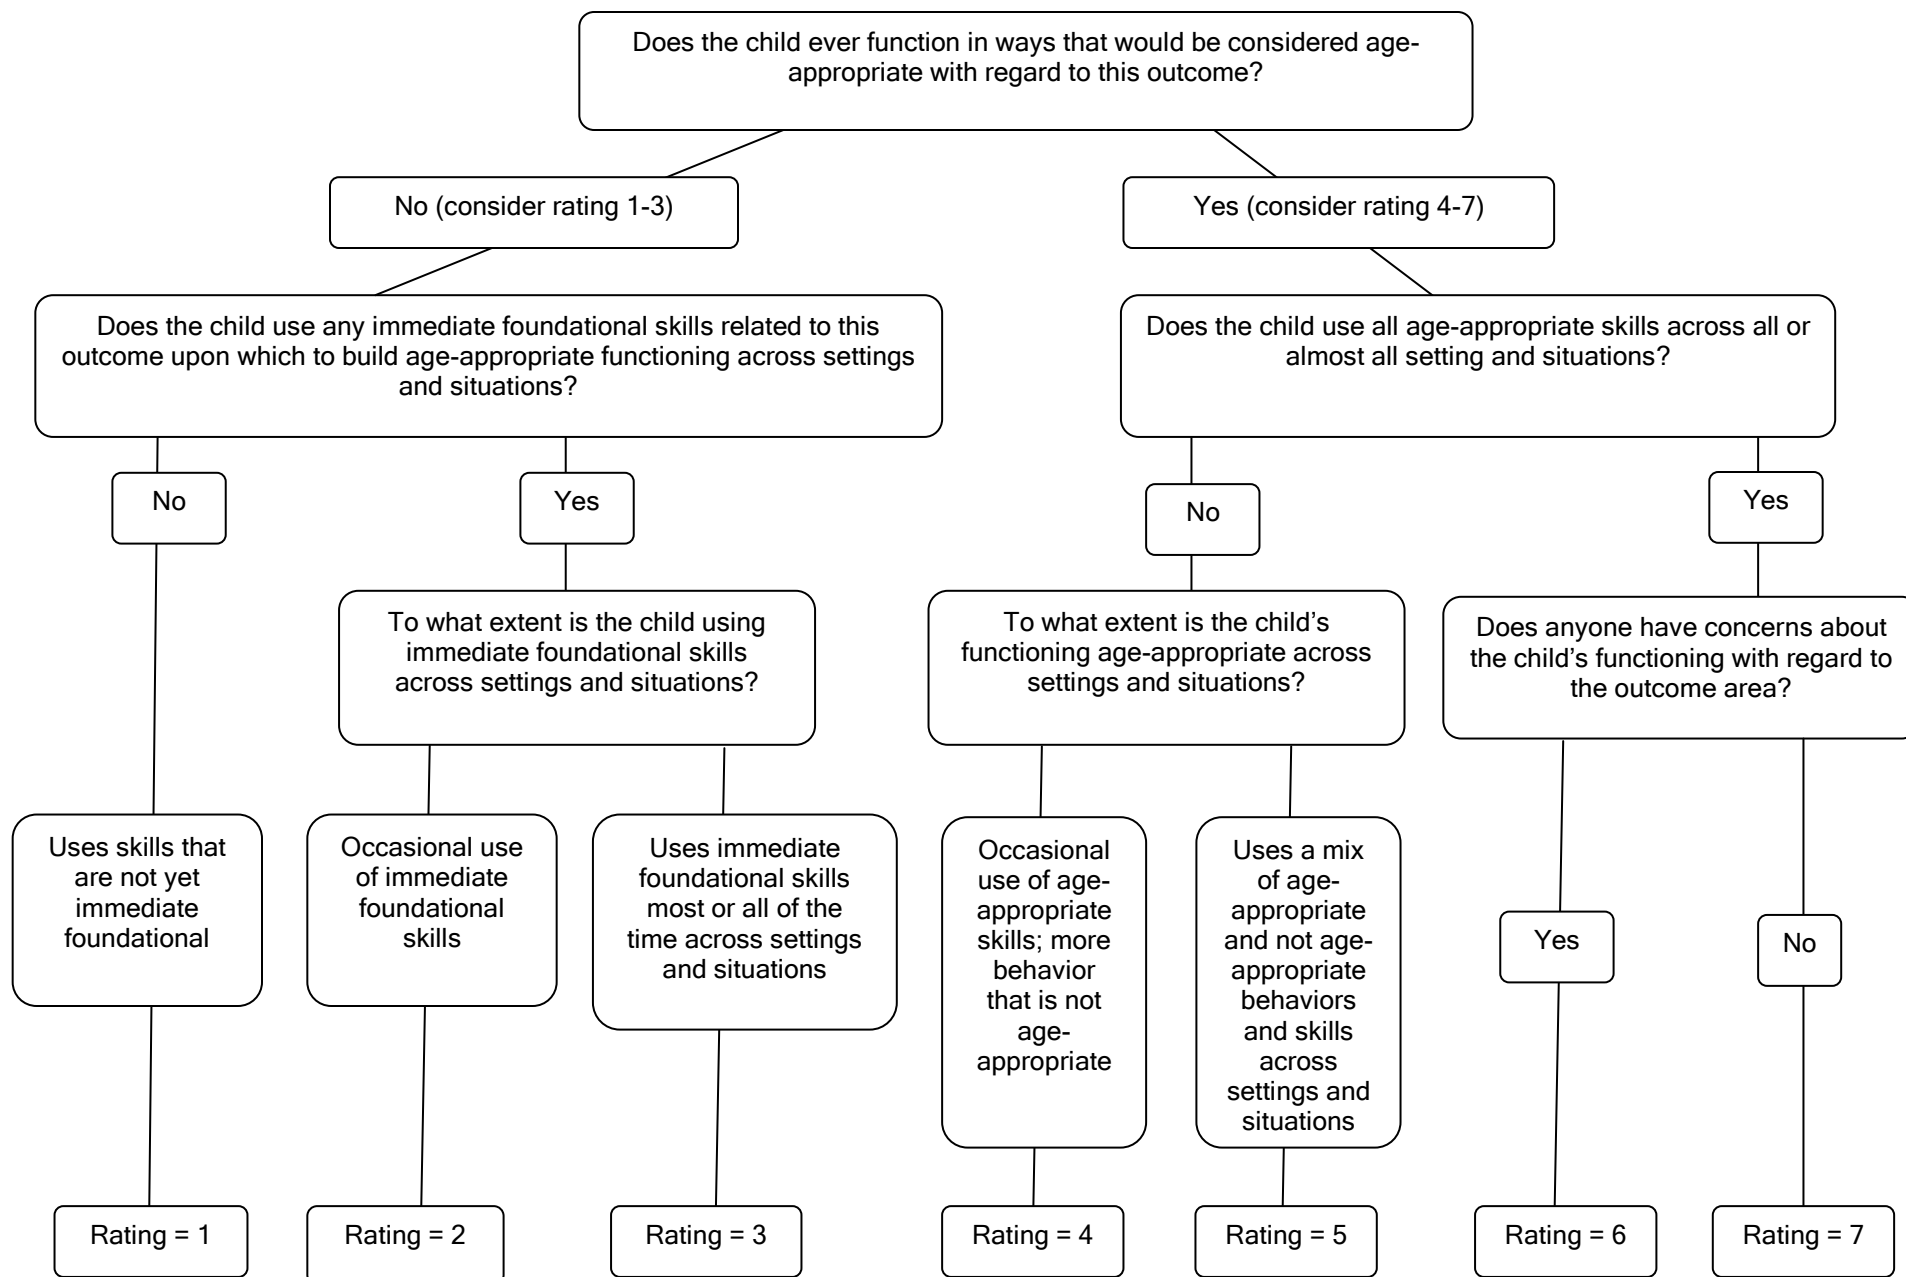 Does the child ever function in ways that would be considered age-
appropriate with regard to this outcome?
No (consider rating 1-3)
Yes (consider rating 4-7)
Does the child use any immediate foundational skills related to this
outcome upon which to build age-appropriate functioning across settings
and situations?
Does the child use all age-appropriate skills across all or
almost all setting and situations?
No
Yes
No
Yes
To what extent is the child using
immediate foundational skills
across settings and situations?
To what extent is the child’s
functioning age-appropriate across
settings and situations?
Does anyone have concerns about
the child’s functioning with regard to
the outcome area?
Uses skills that
are not yet
immediate
foundational
Occasional use
of immediate
foundational
skills
Uses immediate
foundational skills
most or all of the
time across settings
and situations
Occasional
use of age-
appropriate
skills; more
behavior
that is not
age-
appropriate
Uses a mix
of age-
appropriate
and not age-
appropriate
behaviors
and skills
across
settings and
situations
Yes
No
Rating = 1
Rating = 2
Rating = 3
Rating = 4
Rating = 5
Rating = 6
Rating = 7